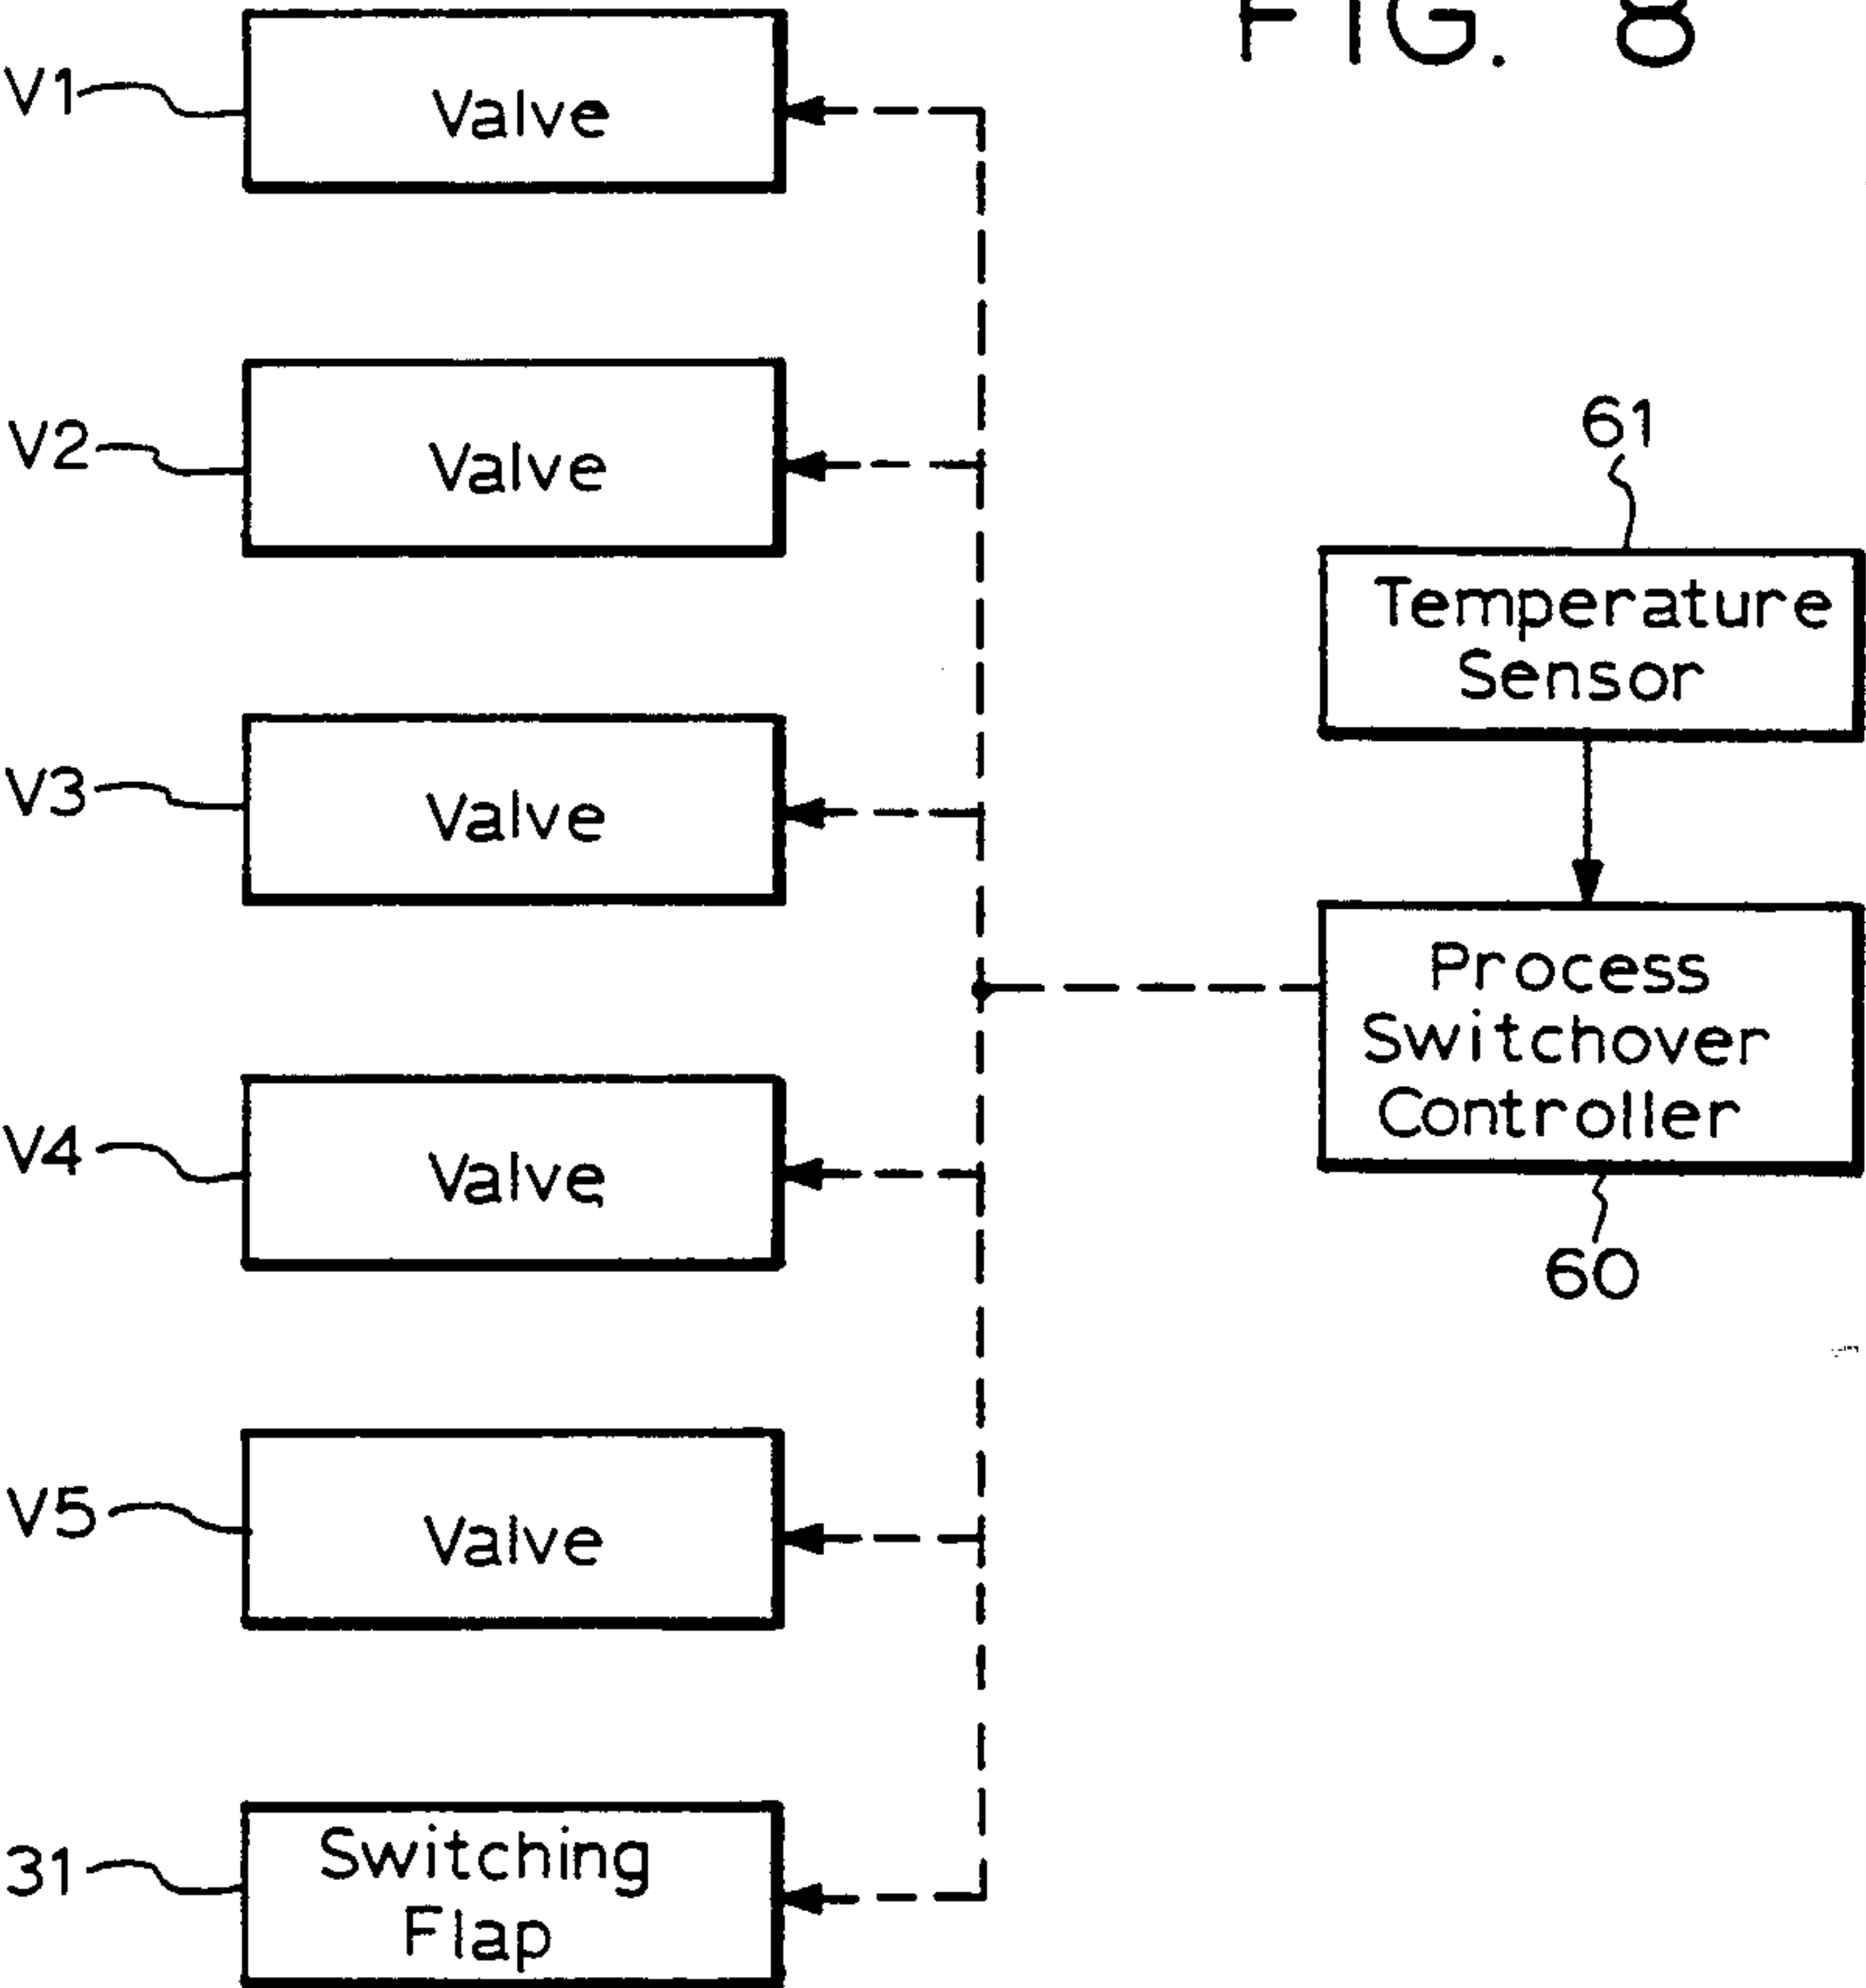 FIG. 8
V1
Valve
V2
Valve
61
Temperature
Sensor
V3
Valve
Process
Switchover
Controller
V4
Valve
60
V5
Valve
31
Switching
Flap